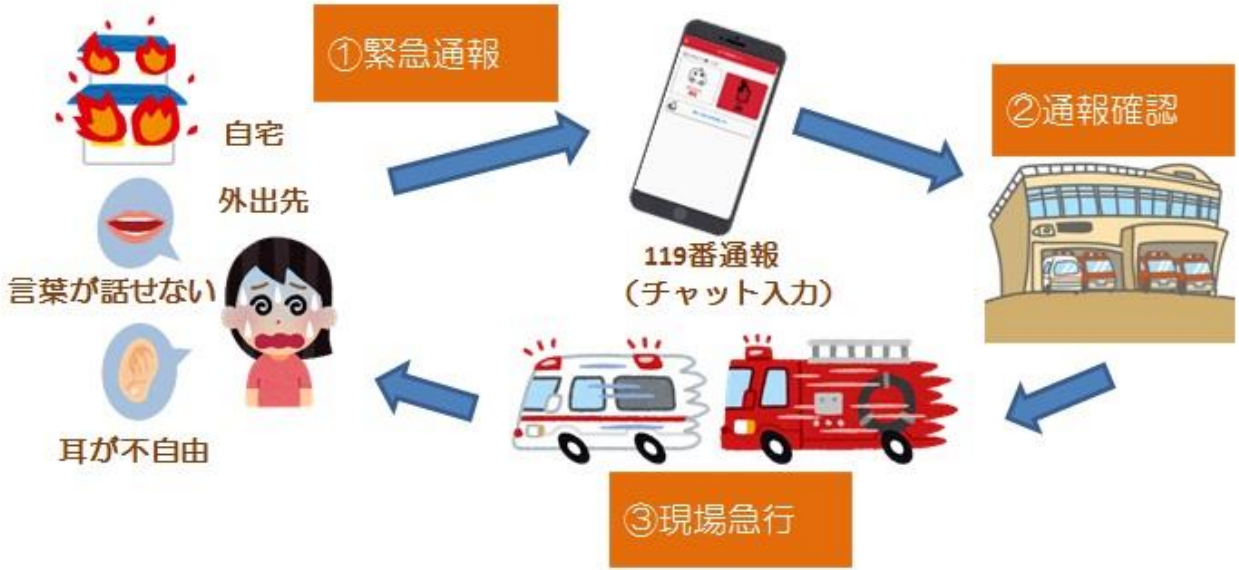 ①緊急通報
②通報確認
自宅
外出先
言葉が話せない
耳が不自由
119番通報
（チャット入力）
③現場急行